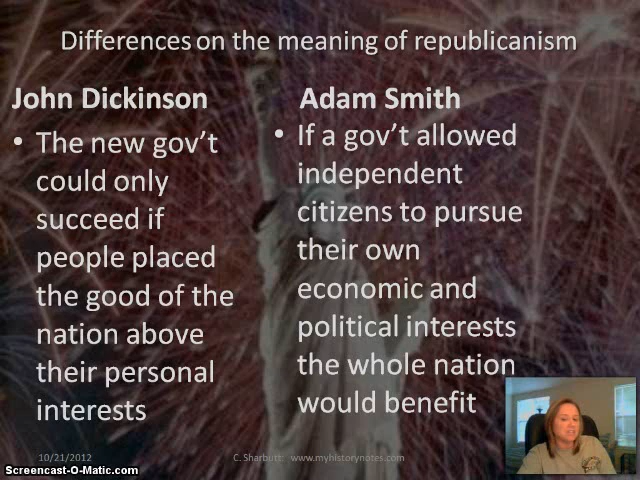 Differences on the meaning of republicanism
John Dickinson
• The new gov’t
could only
succeed if
people placed
the good of the
nation above
their personal
interests
Adam Smith
• If a gov’t allowed
independent
citizens to pursue
their own
economic and
political interests
the whole nation
would benefit
10/21/2012
C. Sharbutt: www.myhistorynotes.com
Screencast-O-Matic.com